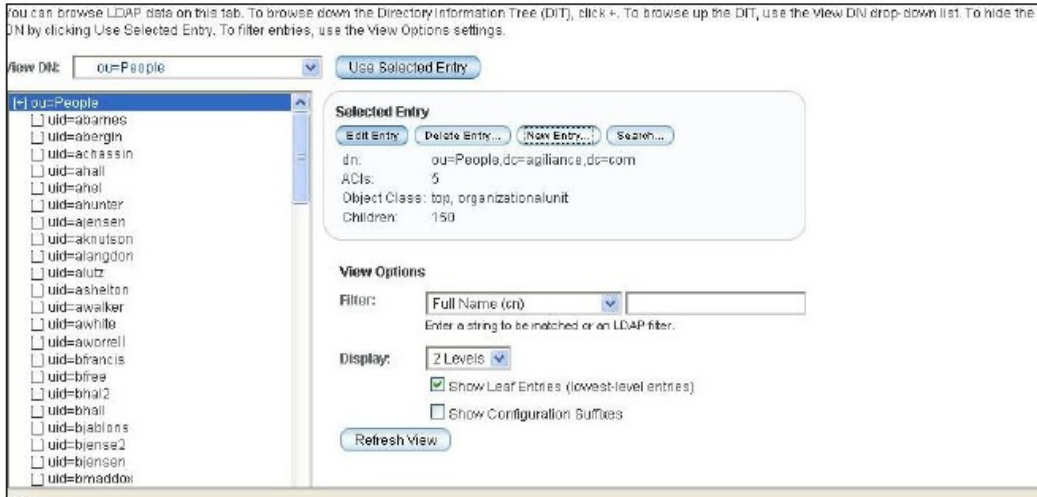 You can browse LDAP data on this tab. To browse down the Directory Information Tree (DIT), click +. To browse up the DIT, use the View DN drop-down list. To hide the
DN by clicking Use Selected Entry. To filter entries, use the View Options settings.
View DN: ou=People Use Selected Entry
[+] ou=People
uid=abarnes
uid=abergin
uid=achassin
uid=ahall
uid=ahel
uid=ahunter
uid=ajensen
uid=aknutson
uid=alangdon
uid=alutz
uid=ashelton
uid=awalker
uid=awhite
uid=aworrell
uid=bfrancis
uid=bfree
uid=bhal2
uid=bhall
uid=bjablons
uid=bjense2
uid=bjensen
uid=bmaddox
Selected Entry
Edit Entry Delete Entry... New Entry... Search...
dn: ou=People,dc=agiliance,dc=com
ACIs: 5
Object Class: top, organizationalunit
Children: 150
View Options
Filter: Full Name (cn)
Enter a string to be matched or an LDAP filter.
Display: 2 Levels
Show Leaf Entries (lowest-level entries)
Show Configuration Suffixes
Refresh View